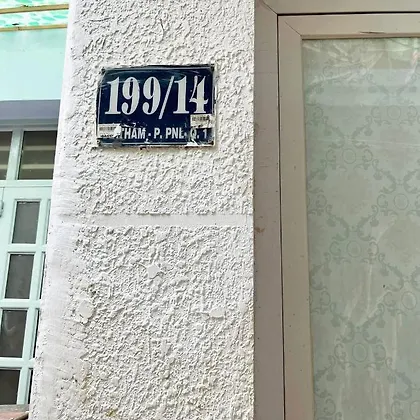 199/14
THÁM - P. PNL - Q. 1